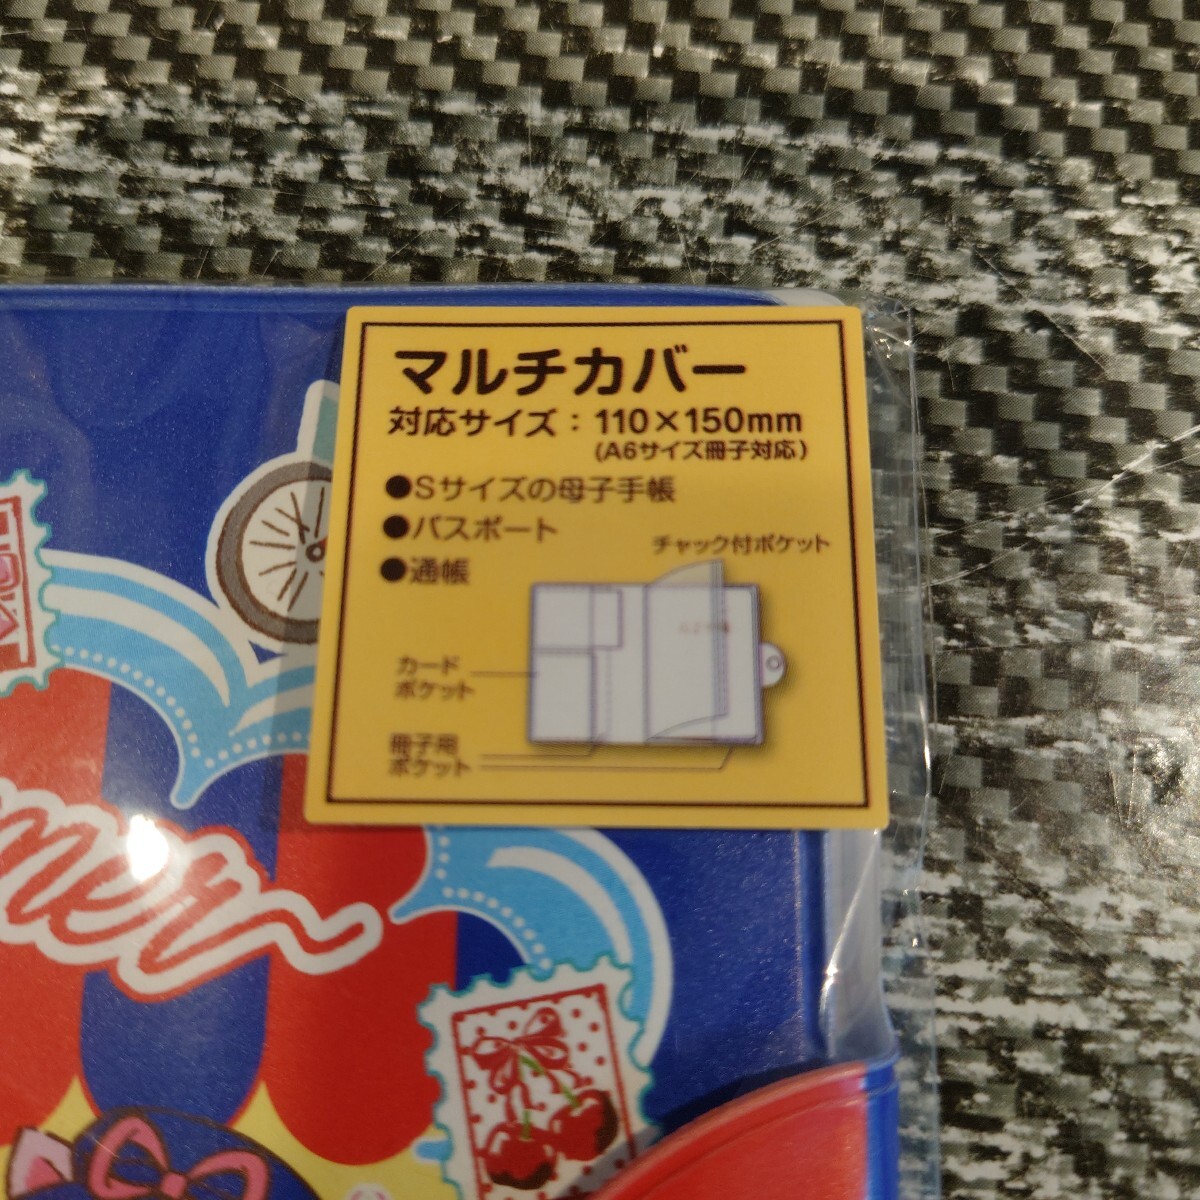 マルチカバー
対応サイズ：110×150mm
(A6サイズ冊子対応)
●Sサイズの母子手帳
●パスポート
●通帳
チャック付ポケット
カード
ポケット
冊子用
ポケット